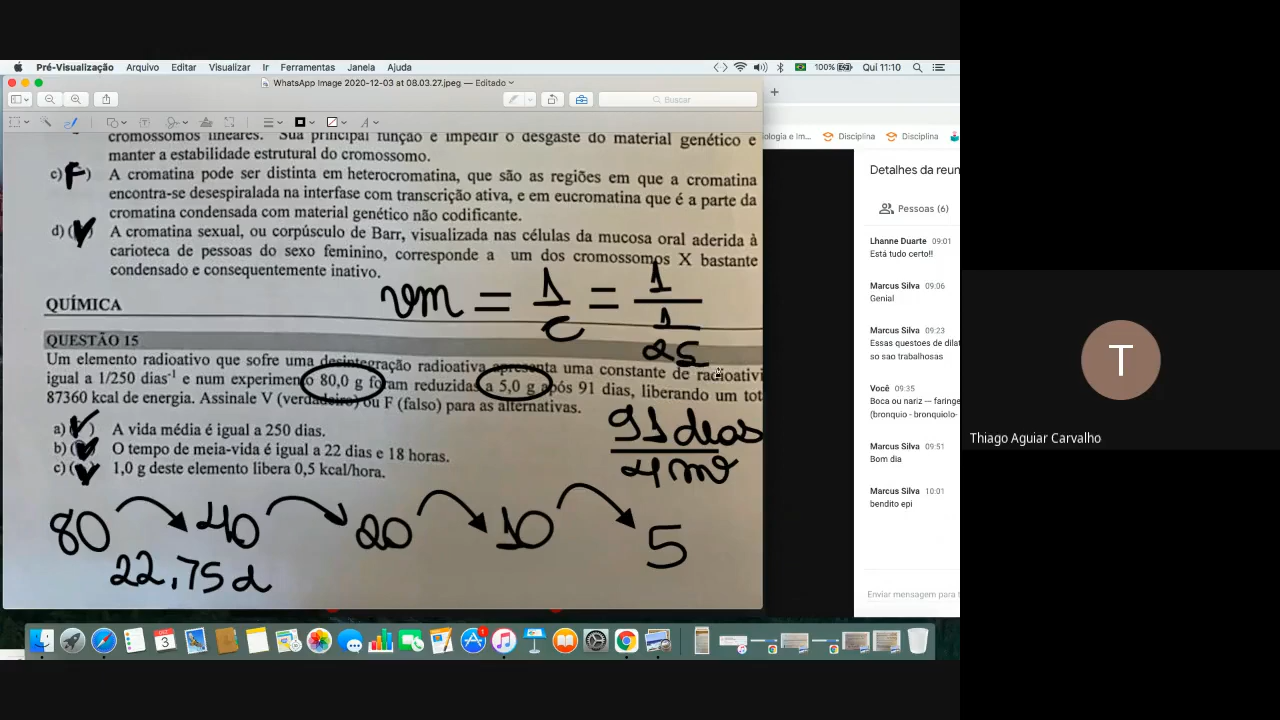 Pré-Visualização Arquivo Editar Visualizar Ir Ferramentas Janela Ajuda 100% Qui 11:10
WhatsApp Image 2020-12-03 at 08.03.27.jpeg — Editado
Buscar
cromossomos lineares. Sua principal função é impedir o desgaste do material genético e
manter a estabilidade estrutural do cromossomo.
c) F ) A cromatina pode ser distinta em heterocromatina, que são as regiões em que a cromatina
encontra-se desespiralada na interfase com transcrição ativa, e em eucromatina que é a parte da
cromatina condensada com material genético não codificante.
d) (V) A cromatina sexual, ou corpúsculo de Barr, visualizada nas células da mucosa oral aderida à
carioteca de pessoas do sexo feminino, corresponde a um dos cromossomos X bastante
condensado e consequentemente inativo.
vm = 1/C = 1
1
25
QUÍMICA
QUESTÃO 15
Um elemento radioativo que sofre uma desintegração radioativa apresenta uma constante de radioativi
igual a 1/250 dias-1 e num experimento 80,0 g foram reduzidas a 5,0 g após 91 dias, liberando um tot
87360 kcal de energia. Assinale V (verdadeiro) ou F (falso) para as alternativas.
a) (V) A vida média é igual a 250 dias.
b) (V) O tempo de meia-vida é igual a 22 dias e 18 horas.
c) (V) 1,0 g deste elemento libera 0,5 kcal/hora.
91 dias
4 mv
80 40 20 10 5
22,75 d
ologia e Im... Disciplina Disciplina
Detalhes da reun
Pessoas (6)
Lhanne Duarte 09:01
Está tudo certo!!
Marcus Silva 09:06
Genial
Marcus Silva 09:23
Essas questoes de dilat
so sao trabalhosas
Você 09:35
Boca ou nariz --- faringe
(bronquio - bronquiolo-
Marcus Silva 09:51
Bom dia
Marcus Silva 10:01
bendito epi
Enviar mensagem para t
T
Thiago Aguiar Carvalho